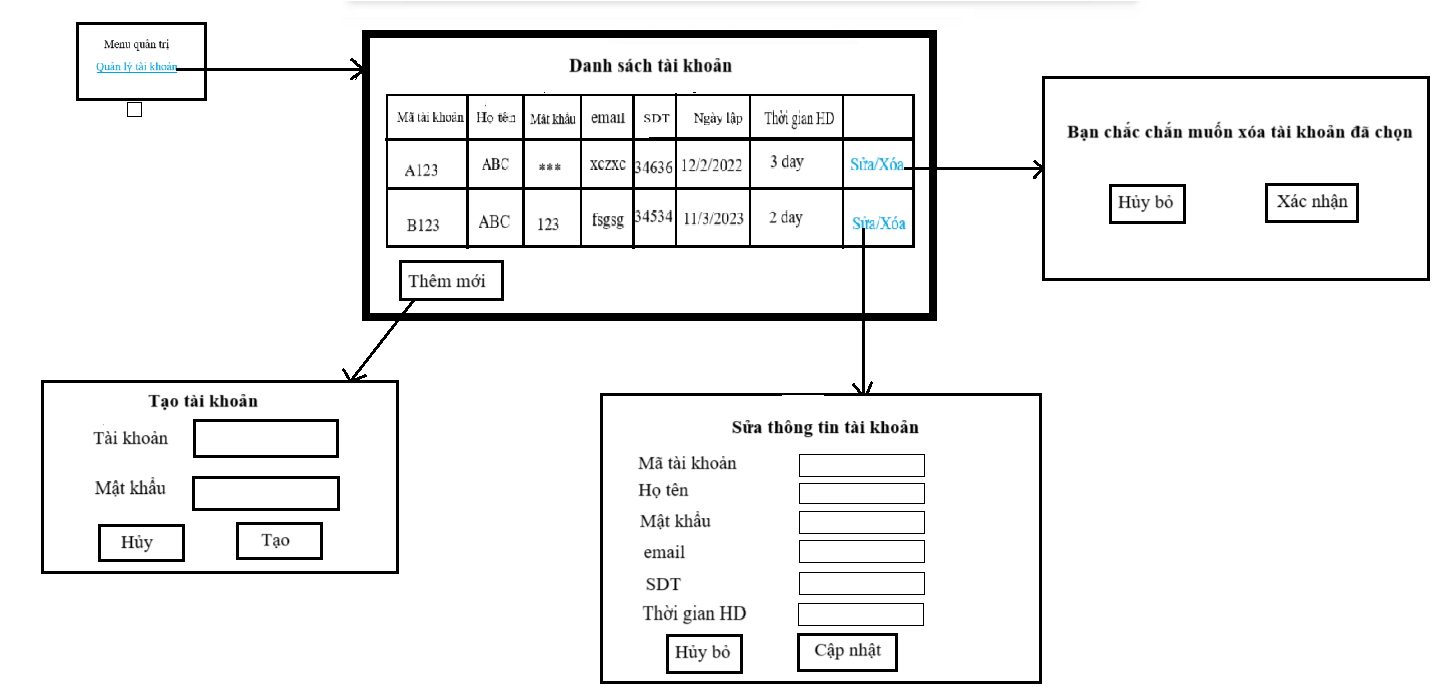 Menu quản trị
Quản lý tài khoản
Danh sách tài khoản
Mã tài khoản Họ tên Mât khẩu email SDT Ngày lập Thời gian HD
A123 ABC *** xczxc 34636 12/2/2022 3 day Sửa/Xóa
B123 ABC 123 fsgsg 34534 11/3/2023 2 day Sửa/Xóa
Thêm mới
Bạn chắc chắn muốn xóa tài khoản đã chọn
Hủy bỏ Xác nhận
Tạo tài khoản
Tài khoản
Mật khẩu
Hủy Tạo
Sửa thông tin tài khoản
Mã tài khoản
Họ tên
Mật khẩu
email
SDT
Thời gian HD
Hủy bỏ Cập nhật